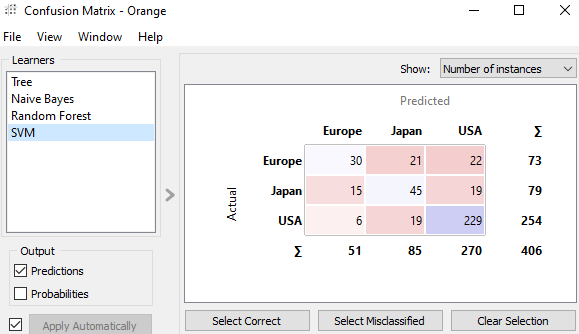 Confusion Matrix - Orange
File View Window Help
Learners
Tree
Naive Bayes
Random Forest
SVM
Output
Predictions
Probabilities
Apply Automatically
Show: Number of instances
Predicted
Europe Japan USA Σ
Actual
Europe 30 21 22 73
Japan 15 45 19 79
USA 6 19 229 254
Σ 51 85 270 406
Select Correct Select Misclassified Clear Selection